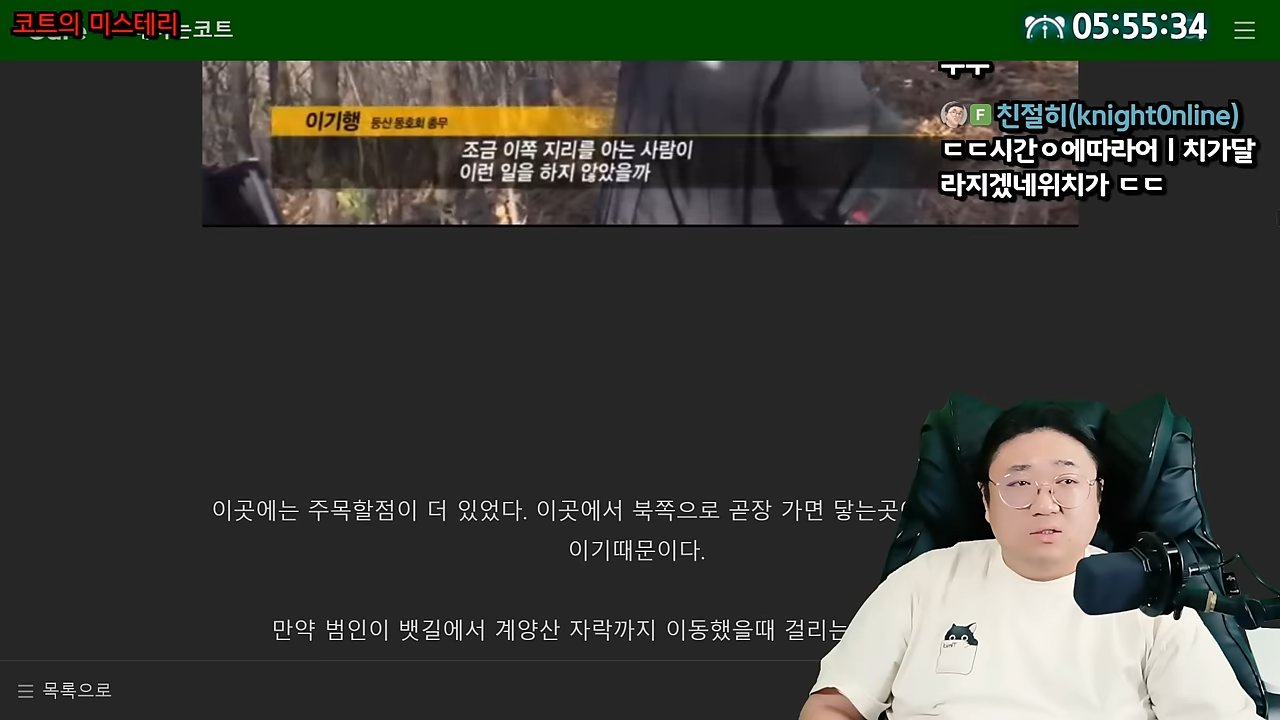 코트의 미스테리
는코트
05:55:34
이기행 등산 동호회 총무
조금 이쪽 지리를 아는 사람이
이런 일을 하지 않았을까
F 친절히(knight0nline)
ㄷㄷ시간ㅇ에따라어ㅣ치가달
라지겠네위치가 ㄷㄷ
이곳에는 주목할점이 더 있었다. 이곳에서 북쪽으로 곧장 가면 닿는곳
이기때문이다.
만약 범인이 뱃길에서 계양산 자락까지 이동했을때 걸리는
목록으로